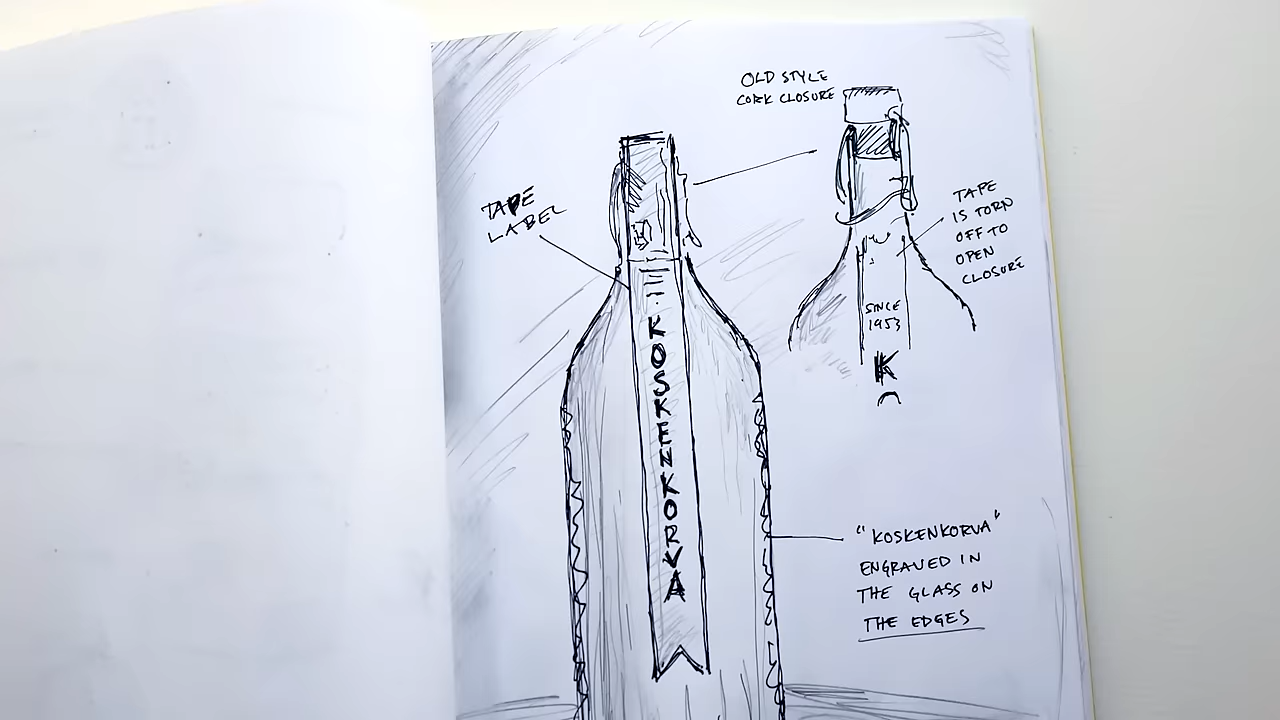 OLD STYLE
CORK CLOSURE
TAPE
LABEL
TAPE
IS TORN
OFF TO
OPEN
CLOSURE
SINCE
1953
K
KOSKENKORVA
"KOSKENKORVA"
ENGRAVED IN
THE GLASS ON
THE EDGES